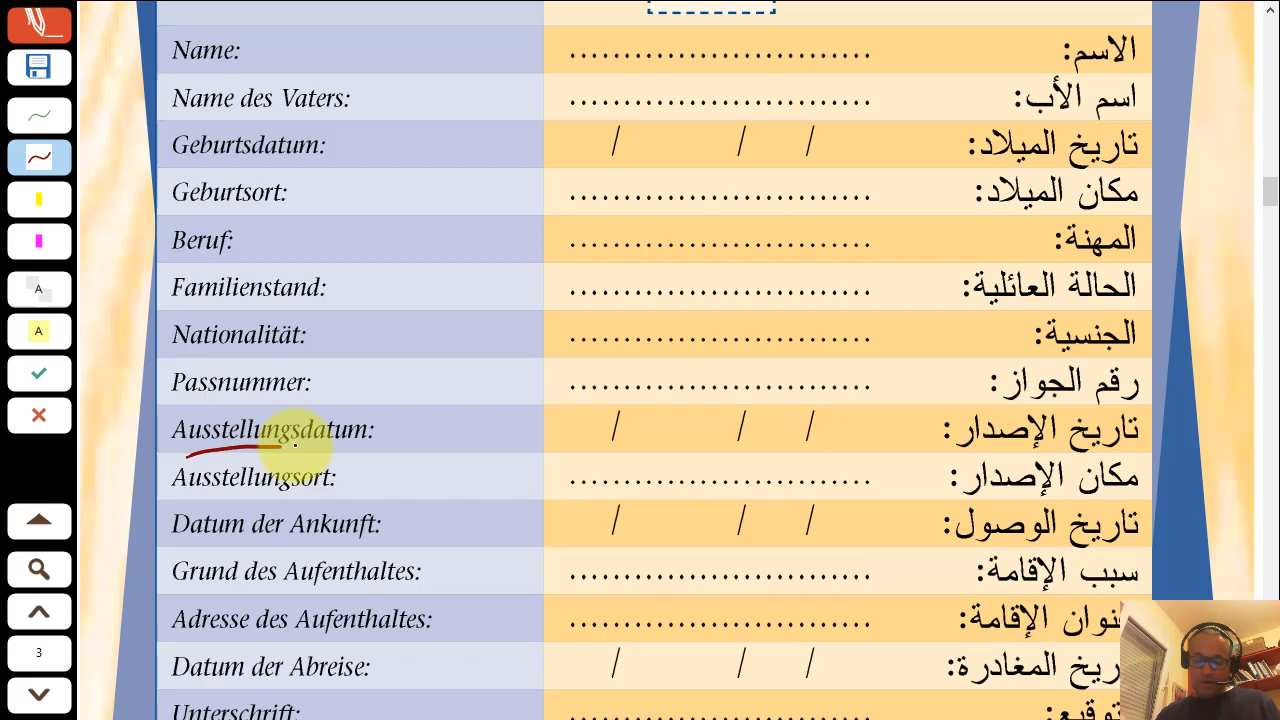 Name: .............................. الاسم:
Name des Vaters: .............................. اسم الأب:
Geburtsdatum: / / / تاريخ الميلاد:
Geburtsort: .............................. مكان الميلاد:
Beruf: .............................. المهنة:
Familienstand: .............................. الحالة العائلية:
Nationalität: .............................. الجنسية:
Passnummer: .............................. رقم الجواز:
Ausstellungsdatum: / / / تاريخ الإصدار:
Ausstellungsort: .............................. مكان الإصدار:
Datum der Ankunft: / / / تاريخ الوصول:
Grund des Aufenthaltes: .............................. سبب الإقامة:
Adresse des Aufenthaltes: .............................. الإقامة:
Datum der Abreise: / / / المغادرة:
Unterschrift: ..............................
A
A
3